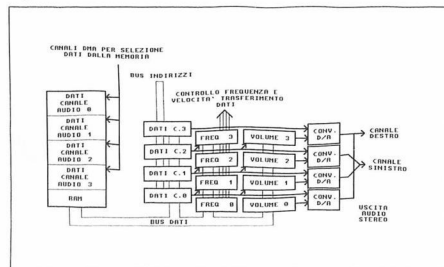 CANALI DMA PER SELEZIONE
DATI DALLA MEMORIA
BUS INDIRIZZI
CONTROLLO FREQUENZA E
VELOCITA' TRASFERIMENTO
DATI
DATI
CANALE
AUDIO 0
DATI
CANALE
AUDIO 1
DATI
CANALE
AUDIO 2
DATI
CANALE
AUDIO 3
RAM
DATI C.3
DATI C.2
DATI C.1
DATI C.0
FREQ 3
FREQ 2
FREQ 1
FREQ 0
VOLUME 3
VOLUME 2
VOLUME 1
VOLUME 0
CONV.
D/A
CONV.
D/A
CONV.
D/A
CONV.
D/A
CANALE
DESTRO
CANALE
SINISTRO
USCITA
AUDIO
STEREO
BUS DATI